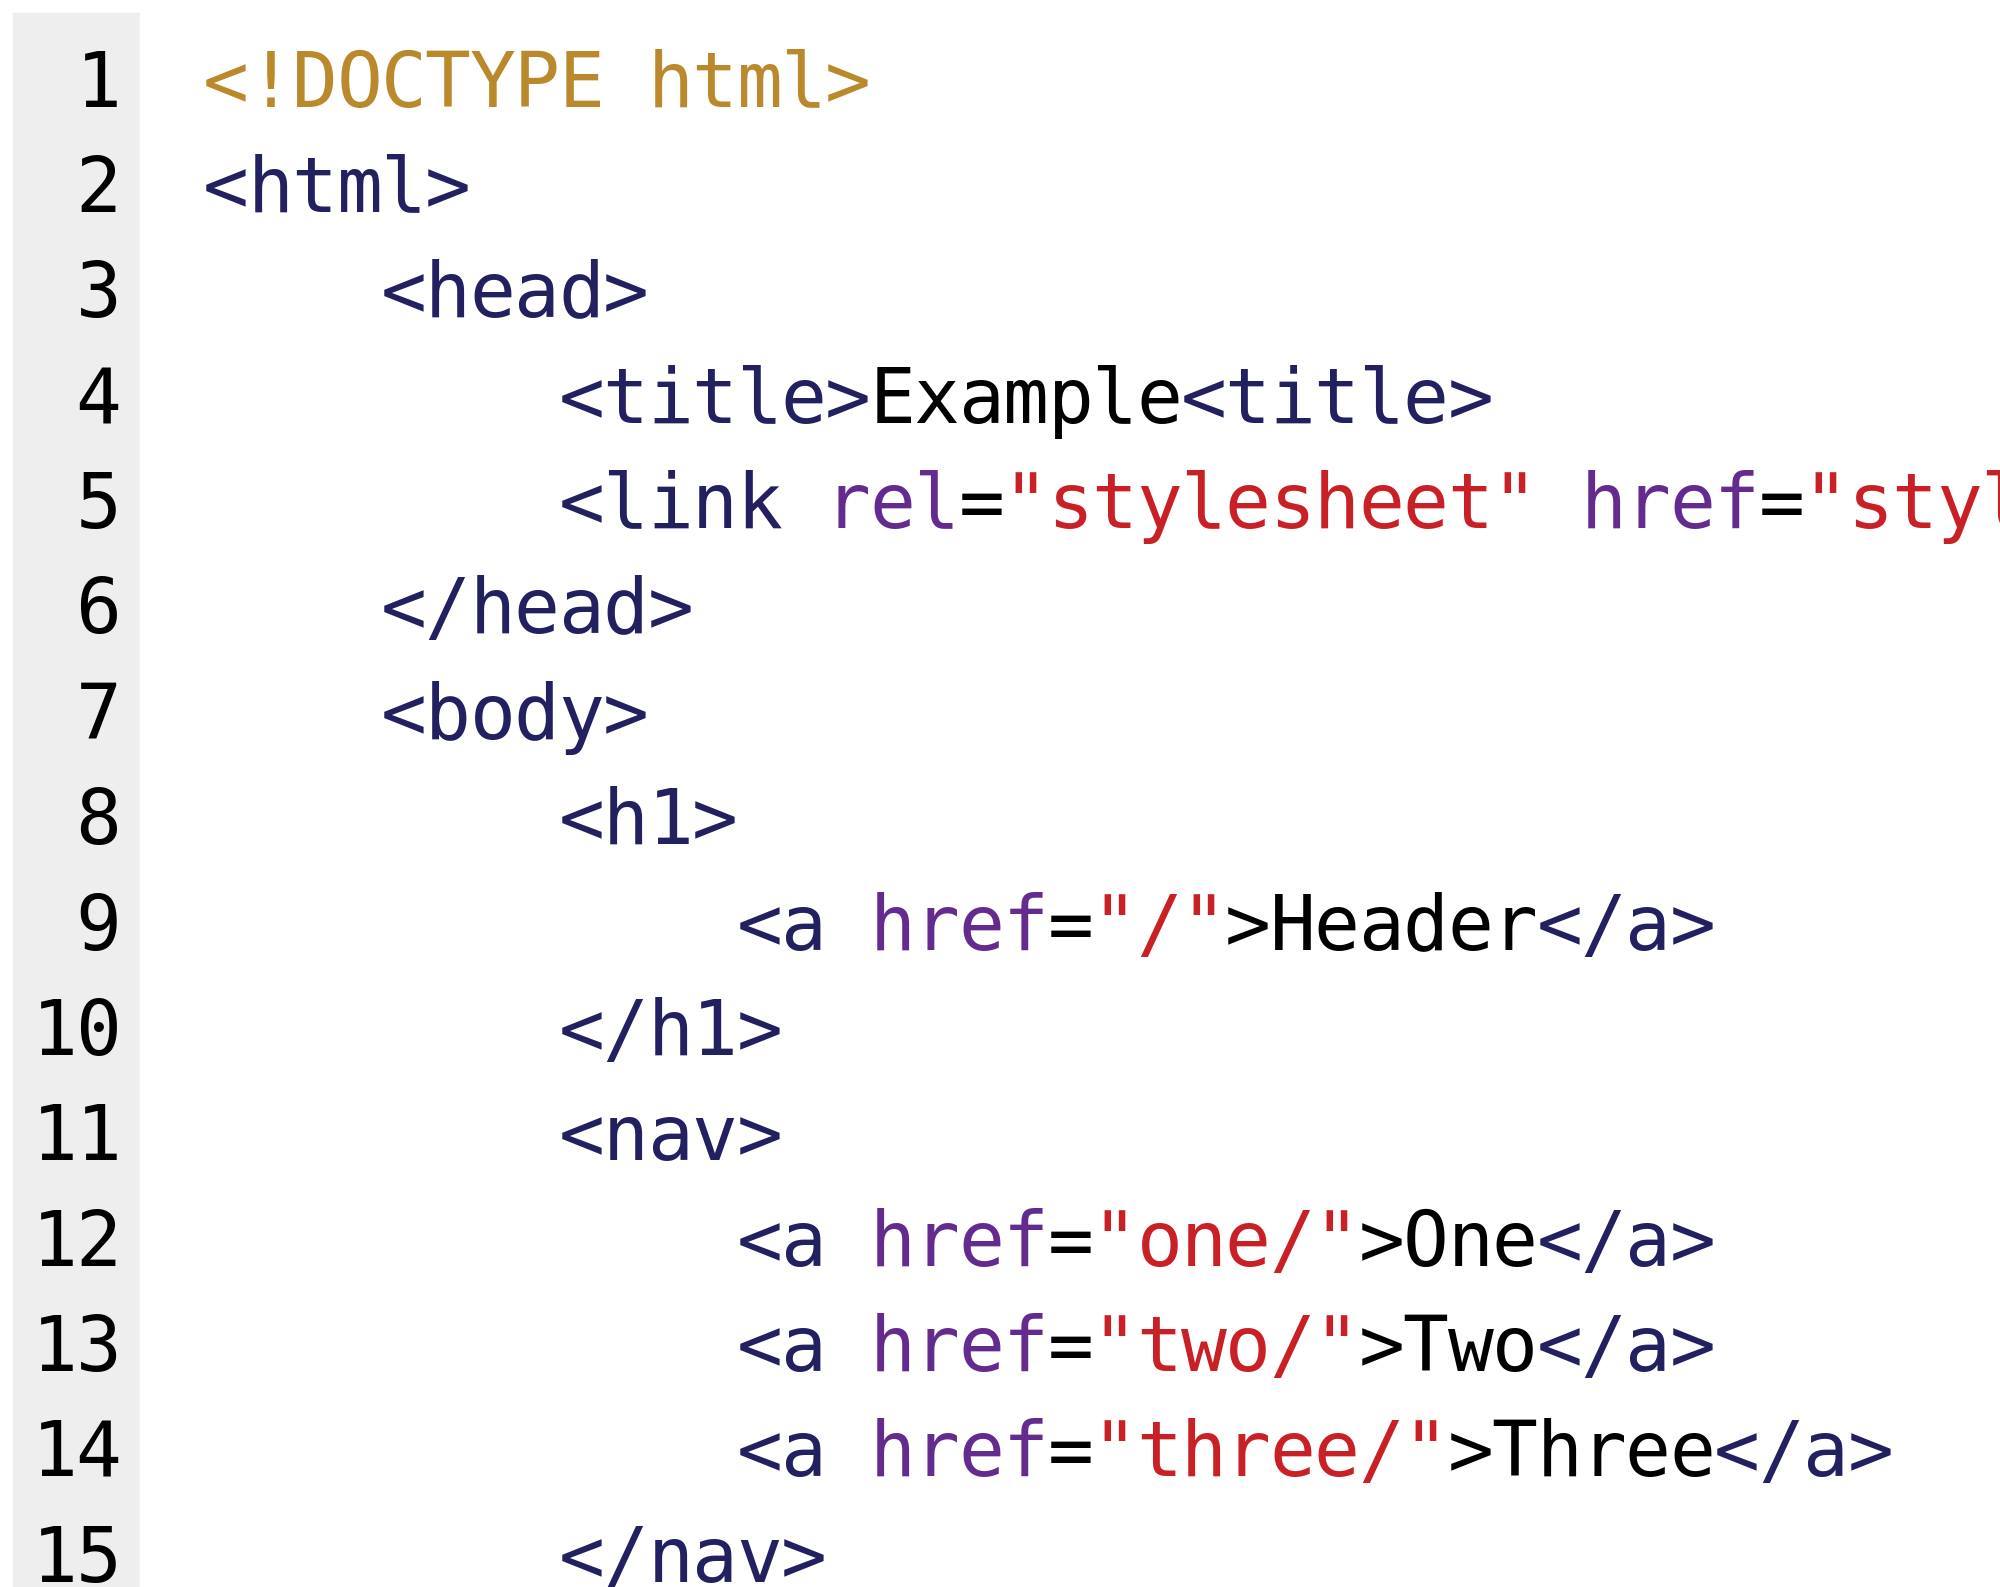 1 <!DOCTYPE html>
2 <html>
3     <head>
4         <title>Example<title>
5         <link rel="stylesheet" href="styl
6     </head>
7     <body>
8         <h1>
9             <a href="/">Header</a>
10         </h1>
11         <nav>
12             <a href="one/">One</a>
13             <a href="two/">Two</a>
14             <a href="three/">Three</a>
15         </nav>